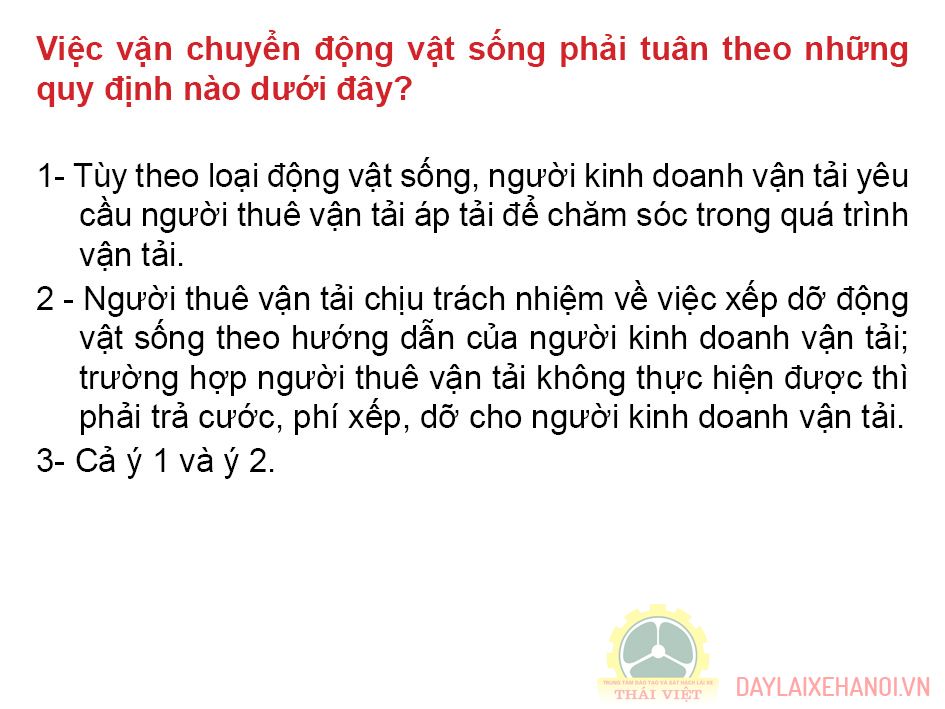 Việc vận chuyển động vật sống phải tuân theo những
quy định nào dưới đây?
1- Tùy theo loại động vật sống, người kinh doanh vận tải yêu
cầu người thuê vận tải áp tải để chăm sóc trong quá trình
vận tải.
2 - Người thuê vận tải chịu trách nhiệm về việc xếp dỡ động
vật sống theo hướng dẫn của người kinh doanh vận tải;
trường hợp người thuê vận tải không thực hiện được thì
phải trả cước, phí xếp, dỡ cho người kinh doanh vận tải.
3- Cả ý 1 và ý 2.
TRUNG TÂM ĐÀO TẠO VÀ SÁT HẠCH LÁI XE
THÁI VIỆT
DAYLAIXEHANOI.VN